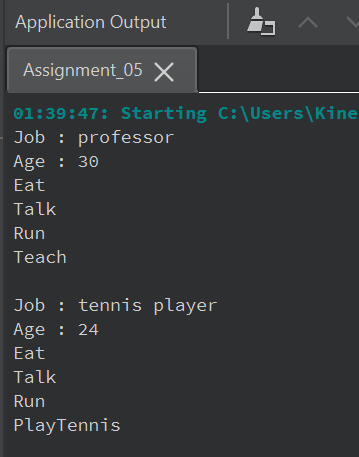 Application Output
Assignment_05
01:39:47: Starting C:\Users\Kine
Job : professor
Age : 30
Eat
Talk
Run
Teach
Job : tennis player
Age : 24
Eat
Talk
Run
PlayTennis